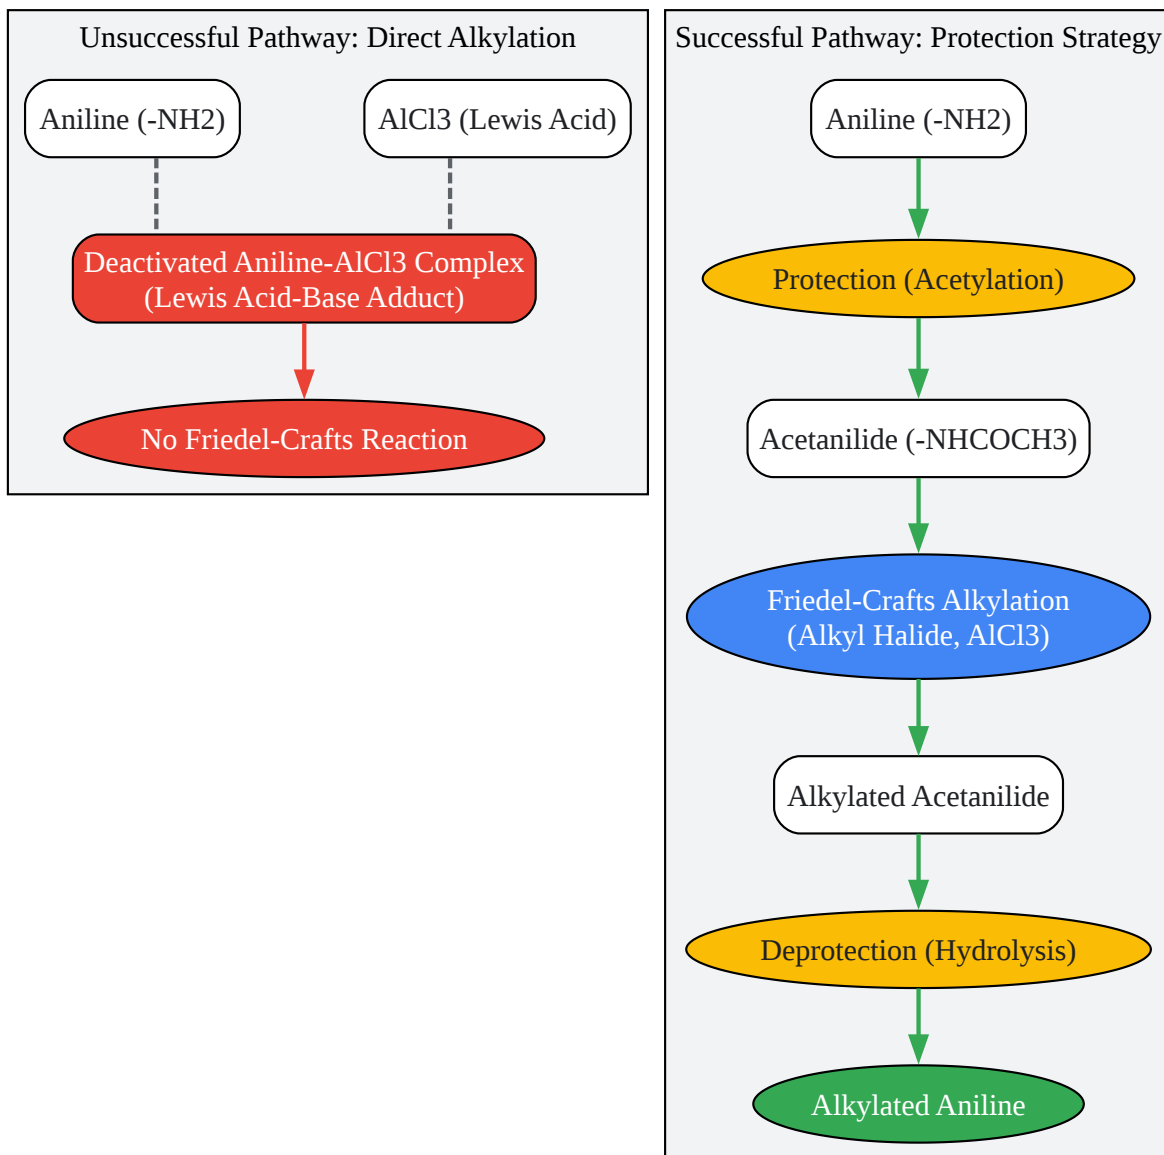 Unsuccessful Pathway: Direct Alkylation
Aniline (-NH2)
AlCl3 (Lewis Acid)
Deactivated Aniline-AlCl3 Complex
(Lewis Acid-Base Adduct)
No Friedel-Crafts Reaction
Successful Pathway: Protection Strategy
Aniline (-NH2)
Protection (Acetylation)
Acetanilide (-NHCOCH3)
Friedel-Crafts Alkylation
(Alkyl Halide, AlCl3)
Alkylated Acetanilide
Deprotection (Hydrolysis)
Alkylated Aniline